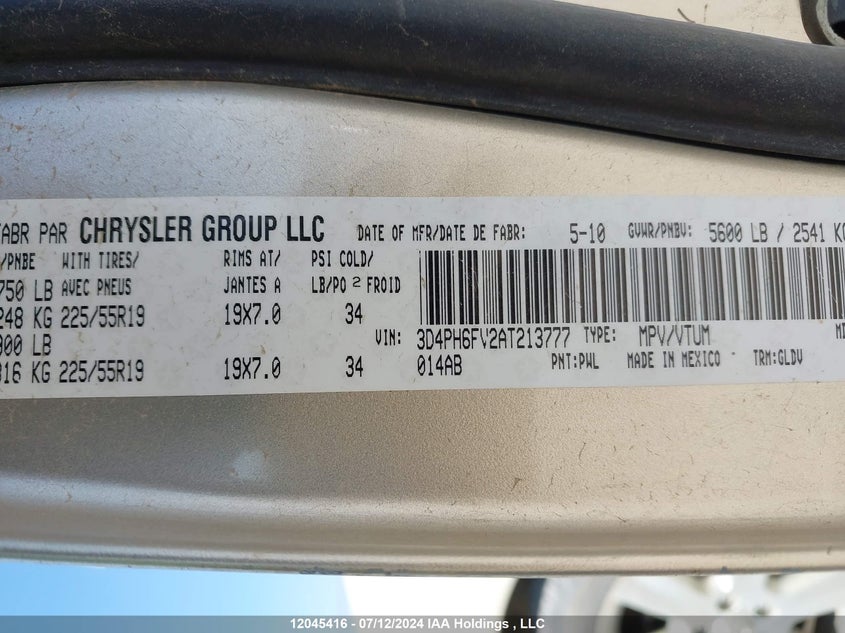 FABR PAR CHRYSLER GROUP LLC DATE OF MFR/DATE DE FABR: 5-10 GVWR/PNBV: 5600 LB / 2541 KG
/PNBE WITH TIRES/ RIMS AT/ PSI COLD/
750 LB AVEC PNEUS JANTES A LB/PO 2 FROID
248 KG 225/55R19 19X7.0 34
VIN: 3D4PH6FV2AT213777 TYPE: MPV/VTUM
900 LB
816 KG 225/55R19 19X7.0 34 014AB PNT:PWL MADE IN MEXICO TRM:GLDV
12045416 - 07/12/2024 IAA Holdings , LLC